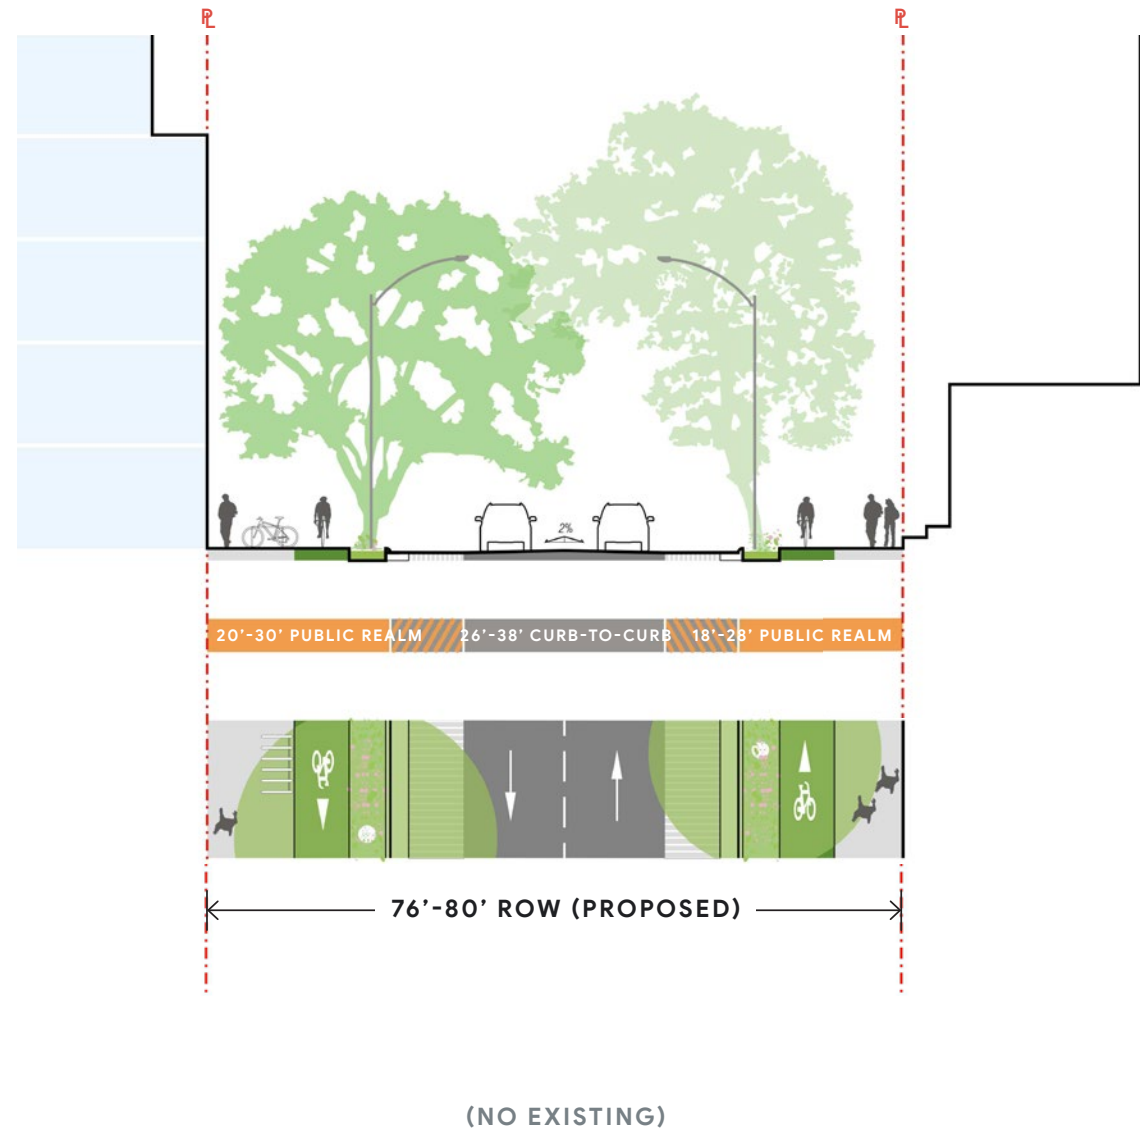 PL PL
2%
20’-30’ PUBLIC REALM 26’-38’ CURB-TO-CURB 18’-28’ PUBLIC REALM
76’-80’ ROW (PROPOSED)
(NO EXISTING)